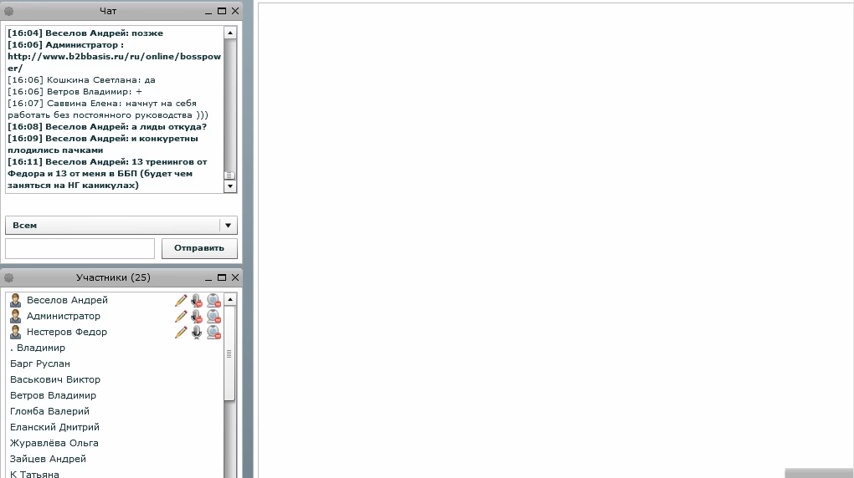 Чат
[16:04] Веселов Андрей: позже
[16:06] Администратор :
http://www.b2bbasis.ru/ru/online/bosspow
er/
[16:06] Кошкина Светлана: да
[16:06] Ветров Владимир: +
[16:07] Саввина Елена: начнут на себя
работать без постоянного руководства )))
[16:08] Веселов Андрей: а лиды откуда?
[16:09] Веселов Андрей: и конкуретны
плодились пачками
[16:11] Веселов Андрей: 13 тренингов от
Федора и 13 от меня в ББП (будет чем
заняться на НГ каникулах)
Всем
Отправить
Участники (25)
Веселов Андрей
Администратор
Нестеров Федор
. Владимир
Барг Руслан
Васькович Виктор
Ветров Владимир
Гломба Валерий
Еланский Дмитрий
Журавлёва Ольга
Зайцев Андрей
К Татьяна